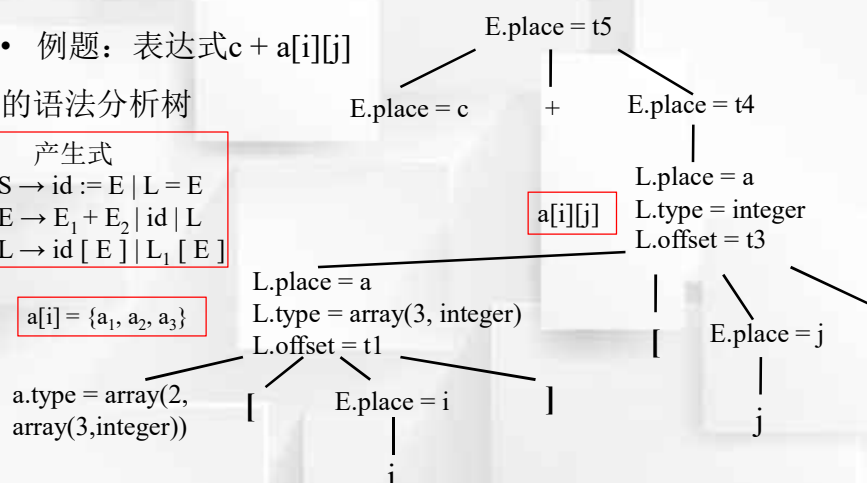 • 例题：表达式c + a[i][j]
的语法分析树
产生式
S → id := E | L = E
E → E₁ + E₂ | id | L
L → id [ E ] | L₁ [ E ]
a[i] = {a₁, a₂, a₃}
E.place = t5
E.place = c
+
E.place = t4
a[i][j]
L.place = a
L.type = integer
L.offset = t3
L.place = a
L.type = array(3, integer)
L.offset = t1
[
E.place = j
j
a.type = array(2,
array(3,integer))
[
E.place = i
]
i